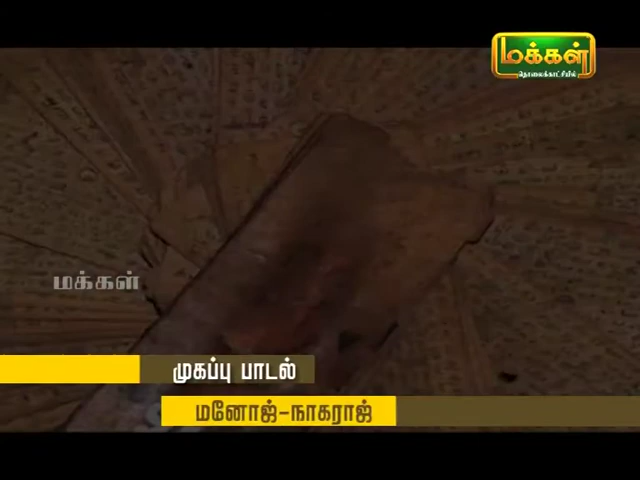 மக்கள்
தொலைக்காட்சியில்
மக்கள்
முகப்பு பாடல்
மனோஜ்-நாகராஜ்